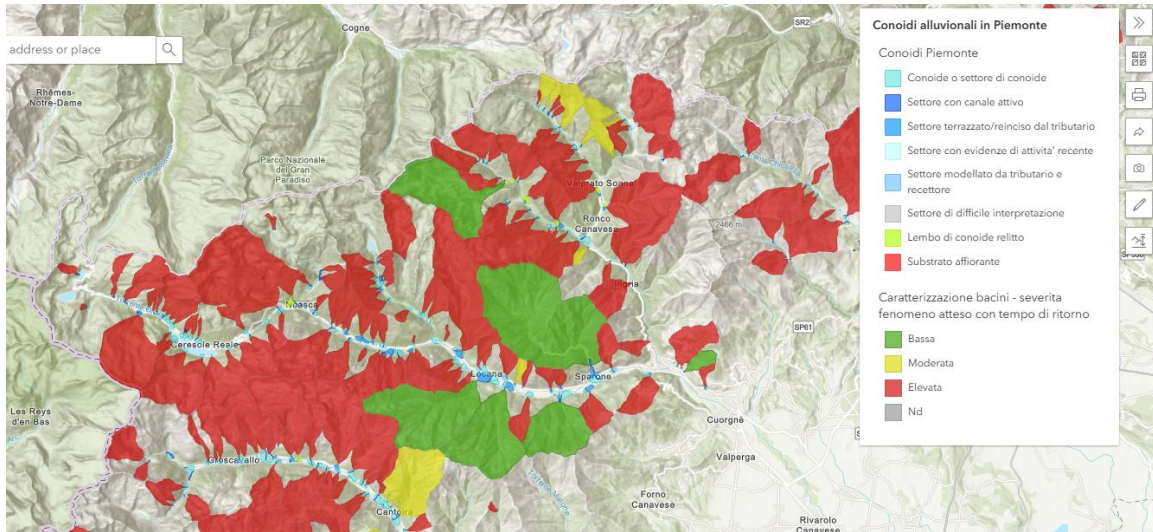 Cogne
SR2
address or place
Rhêmes-
Notre-Dame
Parco Nazionale
del Gran
Paradiso
Valprato Soana
Ronco
Canavese
2466 m
Ingria
Noasca
Ceresole Reale
SP61
Locana
Sparone
Les Reys
d'en Bas
Cuorgnè
Valperga
Groscavallo
Cantoira
Torrente Malone
Forno
Canavese
Rivarolo
Canavese
Conoidi alluvionali in Piemonte
Conoidi Piemonte
Conoide o settore di conoide
Settore con canale attivo
Settore terrazzato/reinciso dal tributario
Settore con evidenze di attivita' recente
Settore modellato da tributario e
recettore
Settore di difficile interpretazione
Lembo di conoide relitto
Substrato affiorante
Caratterizzazione bacini - severita
fenomeno atteso con tempo di ritorno
Bassa
Moderata
Elevata
Nd